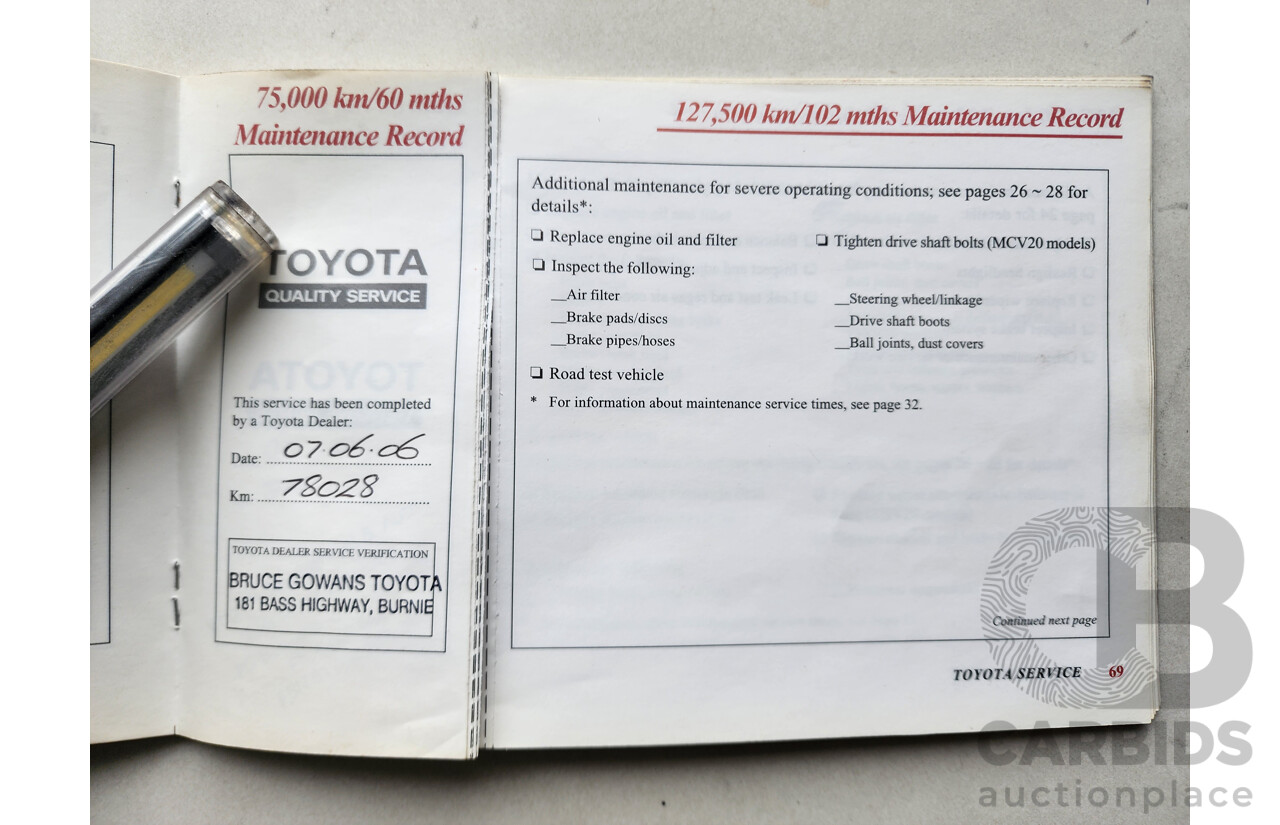 75,000 km/60 mths
Maintenance Record
TOYOTA
QUALITY SERVICE
This service has been completed
by a Toyota Dealer:
Date: 07.06.06
Km: 78028
TOYOTA DEALER SERVICE VERIFICATION
BRUCE GOWANS TOYOTA
181 BASS HIGHWAY, BURNIE
127,500 km/102 mths Maintenance Record
Additional maintenance for severe operating conditions; see pages 26 ~ 28 for
details*:
❏ Replace engine oil and filter
❏ Tighten drive shaft bolts (MCV20 models)
❏ Inspect the following:
__Air filter
__Steering wheel/linkage
__Brake pads/discs
__Drive shaft boots
__Brake pipes/hoses
__Ball joints, dust covers
❏ Road test vehicle
* For information about maintenance service times, see page 32.
Continued next page
TOYOTA SERVICE 69
CARBIDS
auctionplace